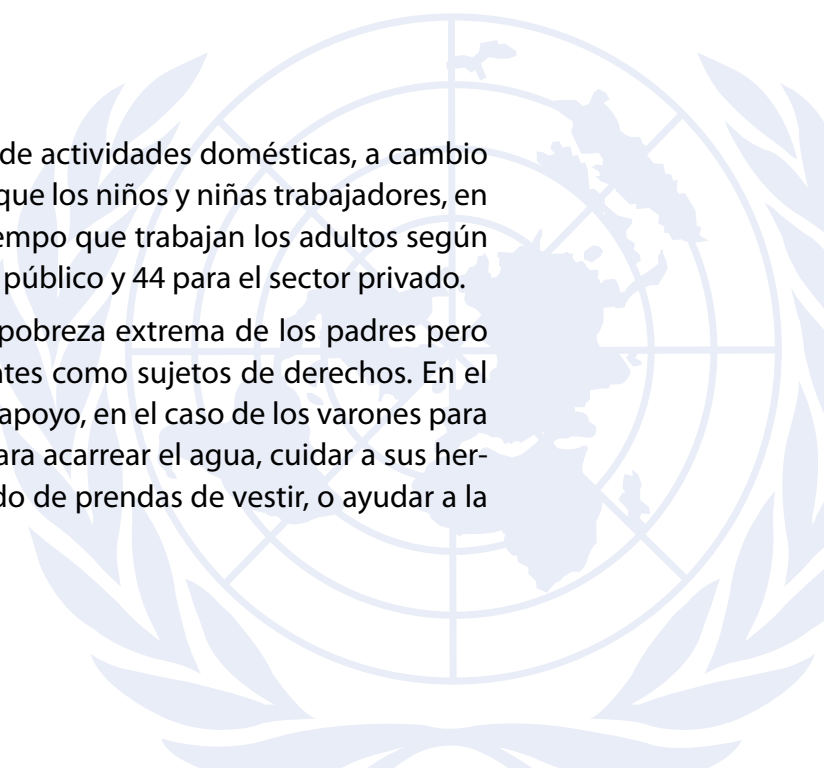 de actividades domésticas, a cambio
que los niños y niñas trabajadores, en
empo que trabajan los adultos según
público y 44 para el sector privado.
pobreza extrema de los padres pero
ntes como sujetos de derechos. En el
apoyo, en el caso de los varones para
ara acarrear el agua, cuidar a sus her-
do de prendas de vestir, o ayudar a la